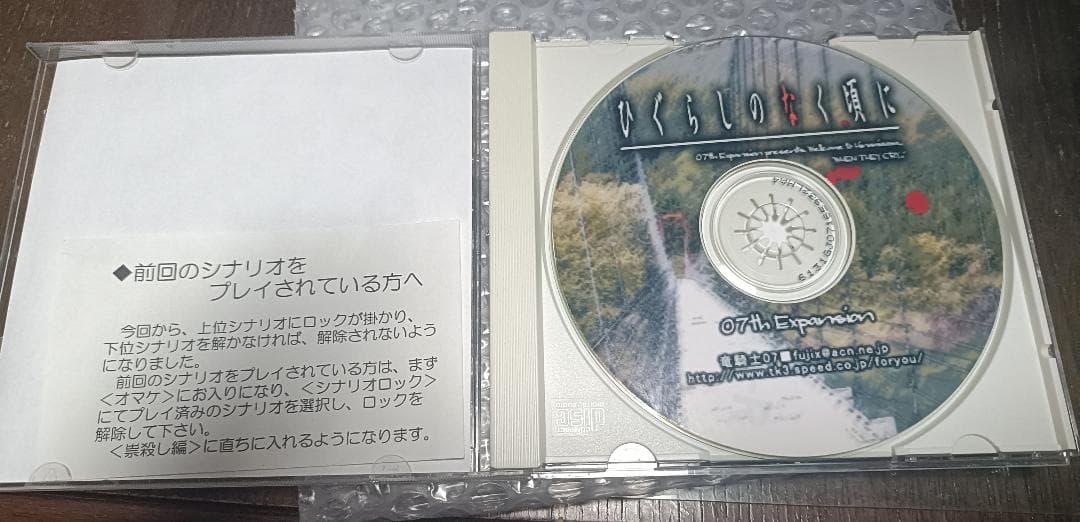 ◆前回のシナリオを
プレイされている方へ
今回から、上位シナリオにロックが掛かり、
下位シナリオを解かなければ、解除されないよう
になりました。
前回のシナリオをプレイされている方は、まず
<オマケ>にお入りになり、<シナリオロック>
にてプレイ済みのシナリオを選択し、ロックを
解除して下さい。
<祟殺し編>に直ちに入れるようになります。
ひぐらしのなく頃に
07th Expansion presents. Welcome to Hinamizawa.
WHEN THEY CRY
07th Expansion
竜騎士07■fujix@acn.ne.jp
http://www.tk3.speed.co.jp/foryou/